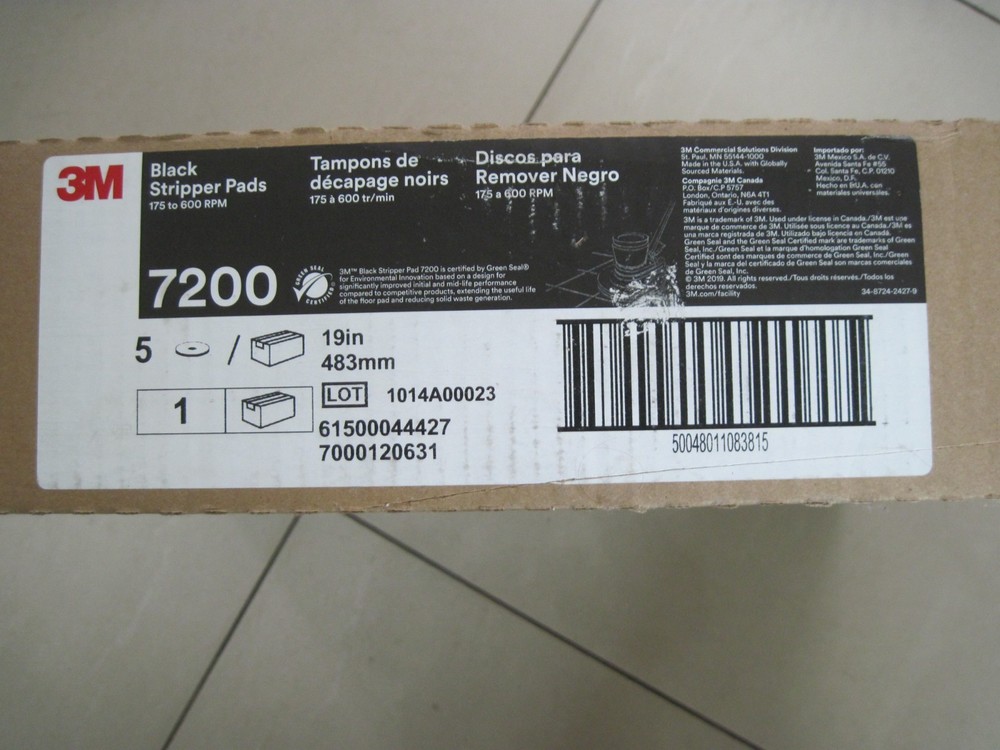 3M
Black
Stripper Pads
175 to 600 RPM
Tampons de
décapage noirs
175 à 600 tr/min
Discos para
Remover Negro
175 a 600 RPM
7200
GREEN SEAL
CERTIFIED
3M™ Black Stripper Pad 7200 is certified by Green Seal®
for Environmental Innovation based on a design for
significantly improved initial and mid-life performance
compared to competitive products, extending the useful life
of the floor pad and reducing solid waste generation.
3M Commercial Solutions Division
St. Paul, MN 55144-1000
Made in the U.S.A. with Globally
Sourced Materials.
Compagnie 3M Canada
P.O. Box/C.P 5757
London, Ontario, N6A 4T1
Fabriqué aux É.-U. avec des
matériaux d'origines diverses.
Importado por:
3M Mexico S.A. de C.V.
Avenida Santa Fe #55
Col. Santa Fe, C.P. 01210
Mexico, D.F.
Hecho en E.U.A. con
materiales universales.
3M is a trademark of 3M. Used under license in Canada./3M est une
marque de commerce de 3M. Utilisée sous licence au Canada./3M es
una marca registrada de 3M. Utilizado bajo licencia en Canadá.
Green Seal and the Green Seal Certified mark are trademarks of Green
Seal, Inc./Green Seal et la marque d'homologation Green Seal
Certified sont des marques de commerce de Green Seal, Inc./Green
Seal y la marca del certificado de Green Seal son marcas comerciales
de Green Seal, Inc.
© 3M 2019. All rights reserved./Tous droits réservés./Todos los
derechos reservados.
3M.com/facility
34-8724-2427-9
5 /
19in
483mm
1
LOT 1014A00023
61500044427
7000120631
50048011083815